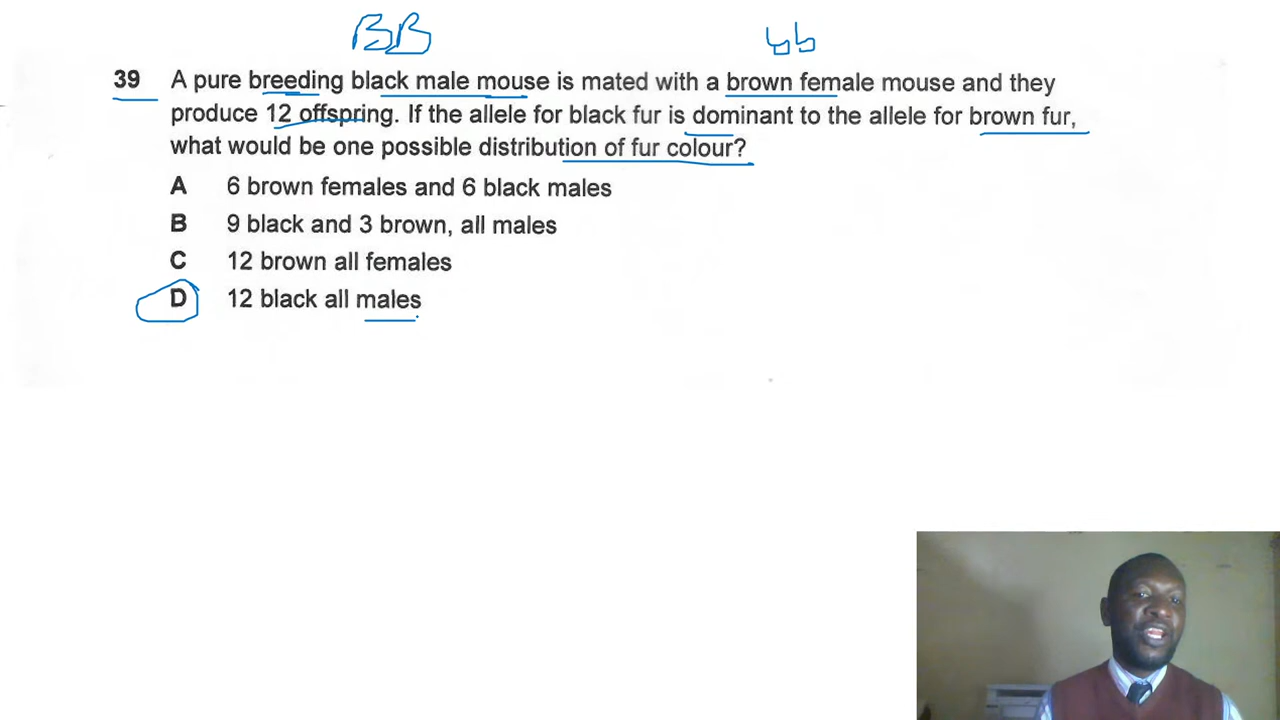 BB bb
39 A pure breeding black male mouse is mated with a brown female mouse and they
produce 12 offspring. If the allele for black fur is dominant to the allele for brown fur,
what would be one possible distribution of fur colour?
A 6 brown females and 6 black males
B 9 black and 3 brown, all males
C 12 brown all females
D 12 black all males